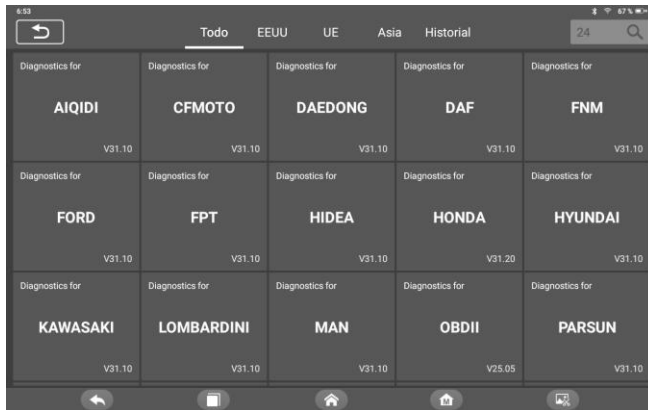 6:53
67%
Todo EEUU UE Asia Historial 24
Diagnostics for Diagnostics for Diagnostics for Diagnostics for Diagnostics for
AIQIDI CFMOTO DAEDONG DAF FNM
V31.10 V31.10 V31.10 V31.10 V31.10
Diagnostics for Diagnostics for Diagnostics for Diagnostics for Diagnostics for
FORD FPT HIDEA HONDA HYUNDAI
V31.10 V31.10 V31.10 V31.20 V31.10
Diagnostics for Diagnostics for Diagnostics for Diagnostics for Diagnostics for
KAWASAKI LOMBARDINI MAN OBDII PARSUN
V31.10 V31.10 V31.10 V25.05 V31.10
M